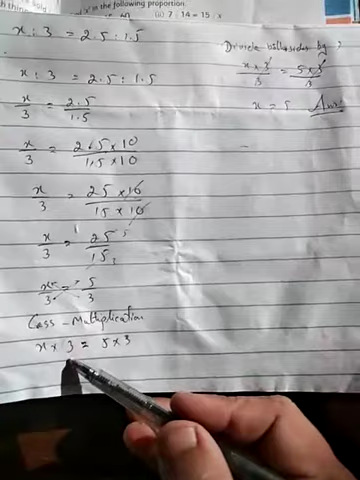 x in the following proportion.
(ii) 7 : 14 = 15 : x
x : 3 = 2.5 : 1.5
x : 3 = 2.5 : 1.5
x/3 = 2.5/1.5
x/3 = 2.5 x 10/1.5 x 10
x/3 = 25 x 10/15 x 10
x/3 = 25 5/15 3
x/3 = 5/3
Coss - Multiplication
x x 3 = 5 x 3
Divide both sides by 3
x x 3/3 = 5 x 3/3
x = 5 Ans: